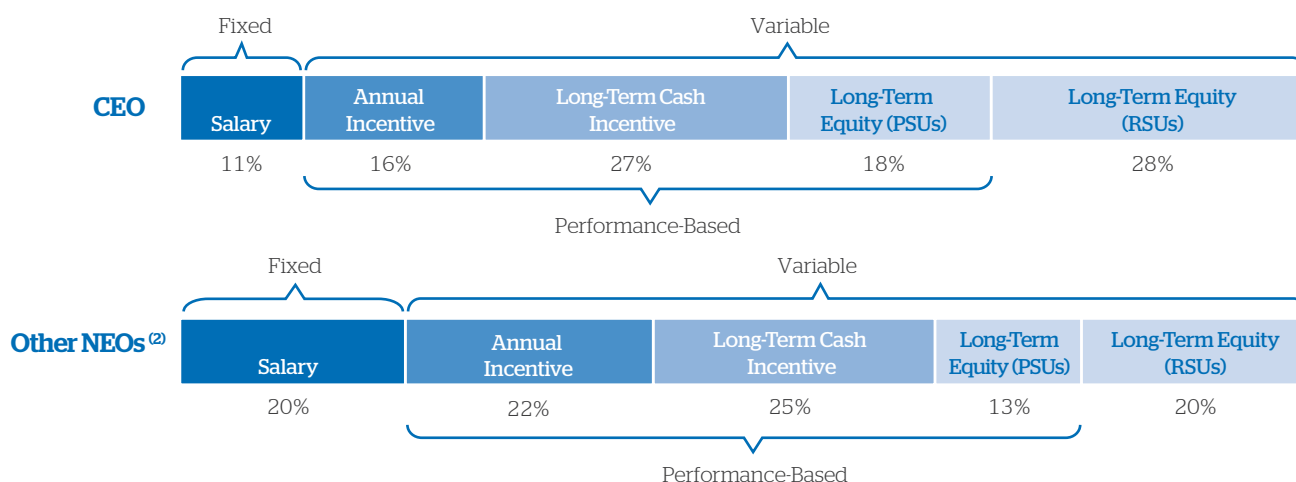 Fixed
Variable
CEO
Salary
Annual
Incentive
Long-Term Cash
Incentive
Long-Term
Equity (PSUs)
Long-Term Equity
(RSUs)
11%
16%
27%
18%
28%
Performance-Based
Fixed
Variable
Other NEOs (2)
Salary
Annual
Incentive
Long-Term Cash
Incentive
Long-Term
Equity (PSUs)
Long-Term Equity
(RSUs)
20%
22%
25%
13%
20%
Performance-Based